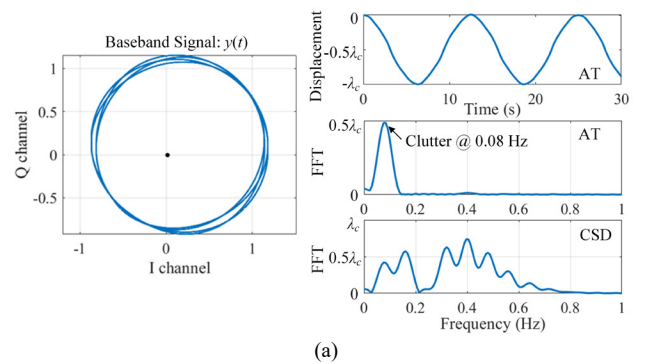 Baseband Signal: y(t)
Q channel
1
0.5
0
-0.5
-1
0
1
I channel
Displacement
0
-0.5λc
-λc
AT
0
10
20
30
Time (s)
FFT
0.5λc
0
Clutter @ 0.08 Hz
AT
0
0.2
0.4
0.6
0.8
1
FFT
λc
0.5λc
0
CSD
0
0.2
0.4
0.6
0.8
1
Frequency (Hz)
(a)